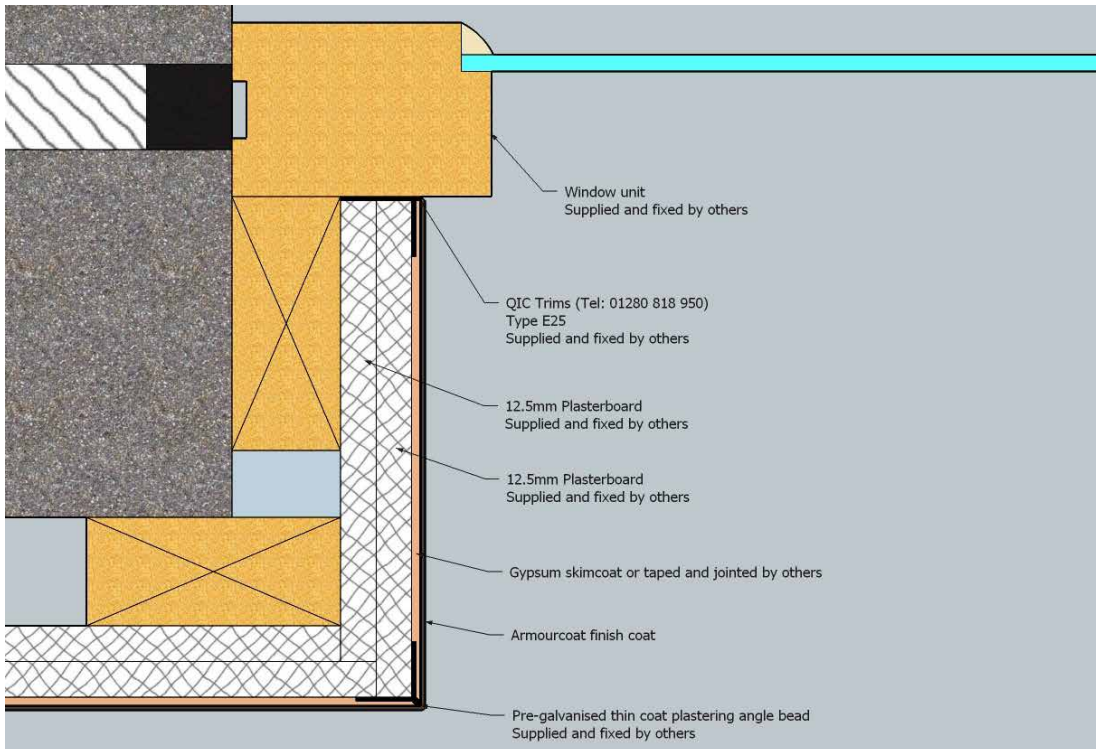 Window unit
Supplied and fixed by others
QIC Trims (Tel: 01280 818 950)
Type E25
Supplied and fixed by others
12.5mm Plasterboard
Supplied and fixed by others
12.5mm Plasterboard
Supplied and fixed by others
Gypsum skimcoat or taped and jointed by others
Armourcoat finish coat
Pre-galvanised thin coat plastering angle bead
Supplied and fixed by others